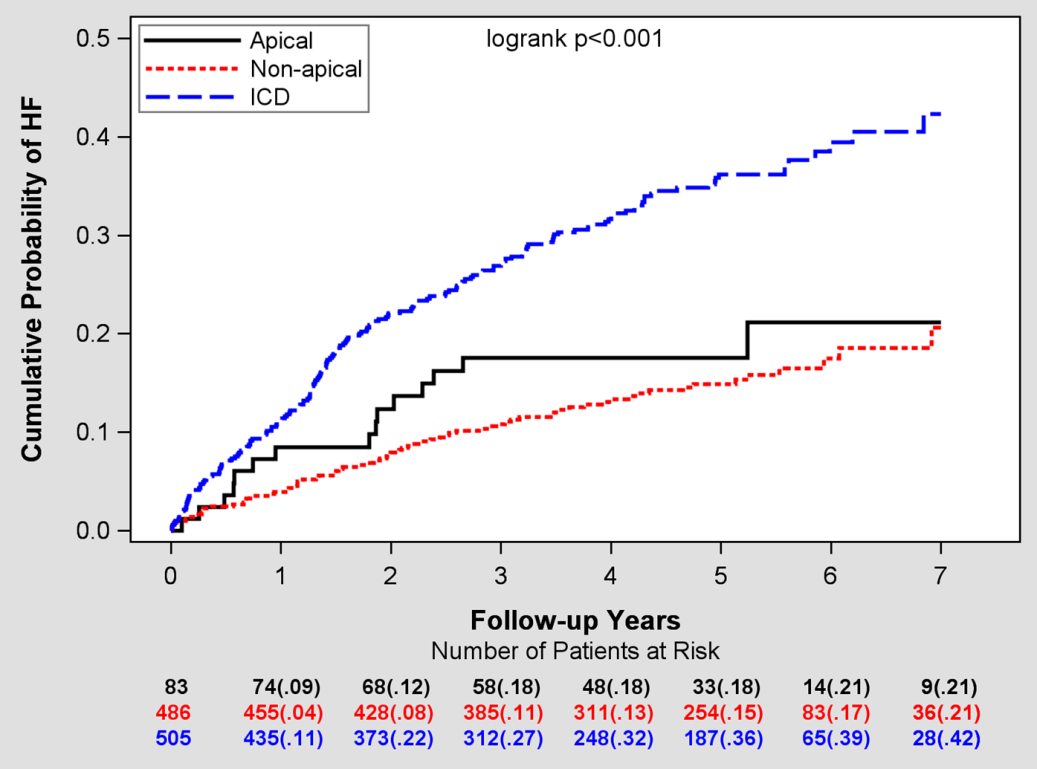 Cumulative Probability of HF
0.5
0.4
0.3
0.2
0.1
0.0
Apical
Non-apical
ICD
logrank p<0.001
0 1 2 3 4 5 6 7
Follow-up Years
Number of Patients at Risk
83 74(.09) 68(.12) 58(.18) 48(.18) 33(.18) 14(.21) 9(.21)
486 455(.04) 428(.08) 385(.11) 311(.13) 254(.15) 83(.17) 36(.21)
505 435(.11) 373(.22) 312(.27) 248(.32) 187(.36) 65(.39) 28(.42)